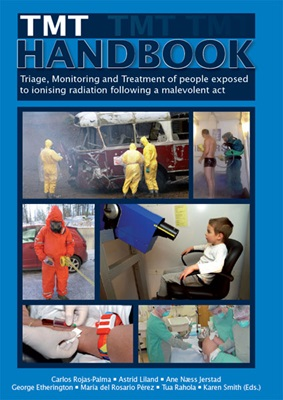 TMT TMT TMT
HANDBOOK
Triage, Monitoring and Treatment of people exposed
to ionising radiation following a malevolent act
Carlos Rojas-Palma • Astrid Liland • Ane Næss Jerstad
George Etherington • María del Rosario Pérez • Tua Rahola • Karen Smith (Eds.)